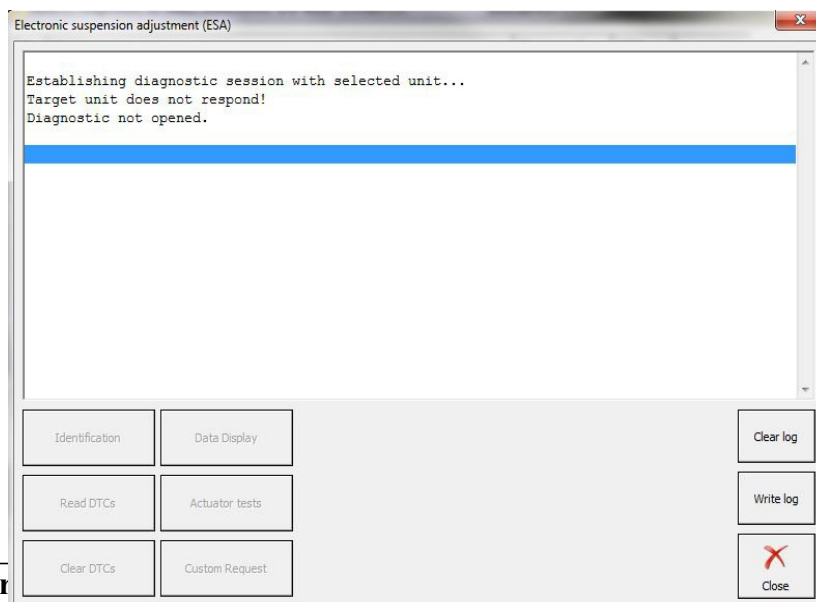 Electronic suspension adjustment (ESA)
x
Establishing diagnostic session with selected unit...
Target unit does not respond!
Diagnostic not opened.
Identification
Data Display
Clear log
Read DTCs
Actuator tests
Write log
Clear DTCs
Custom Request
Close